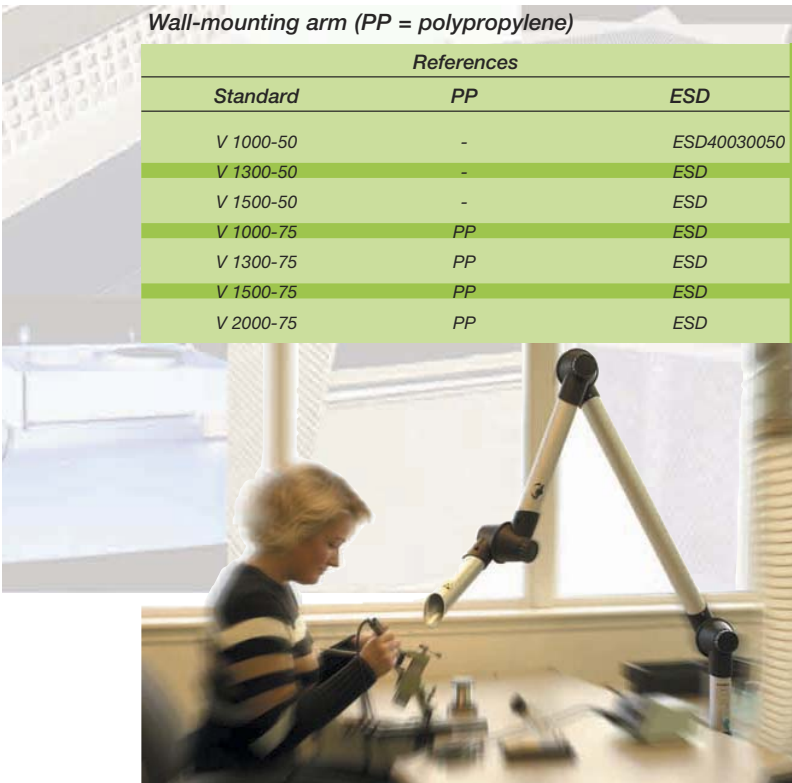 Wall-mounting arm (PP = polypropylene)
References
Standard PP ESD
V 1000-50 - ESD40030050
V 1300-50 - ESD
V 1500-50 - ESD
V 1000-75 PP ESD
V 1300-75 PP ESD
V 1500-75 PP ESD
V 2000-75 PP ESD